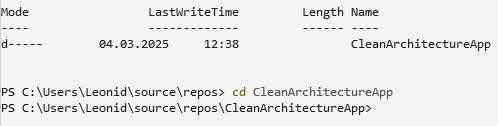 Mode                 LastWriteTime         Length Name
----                 -------------         ------ ----
d-----        04.03.2025     12:38                CleanArchitectureApp
PS C:\Users\Leonid\source\repos> cd CleanArchitectureApp
PS C:\Users\Leonid\source\repos\CleanArchitectureApp>